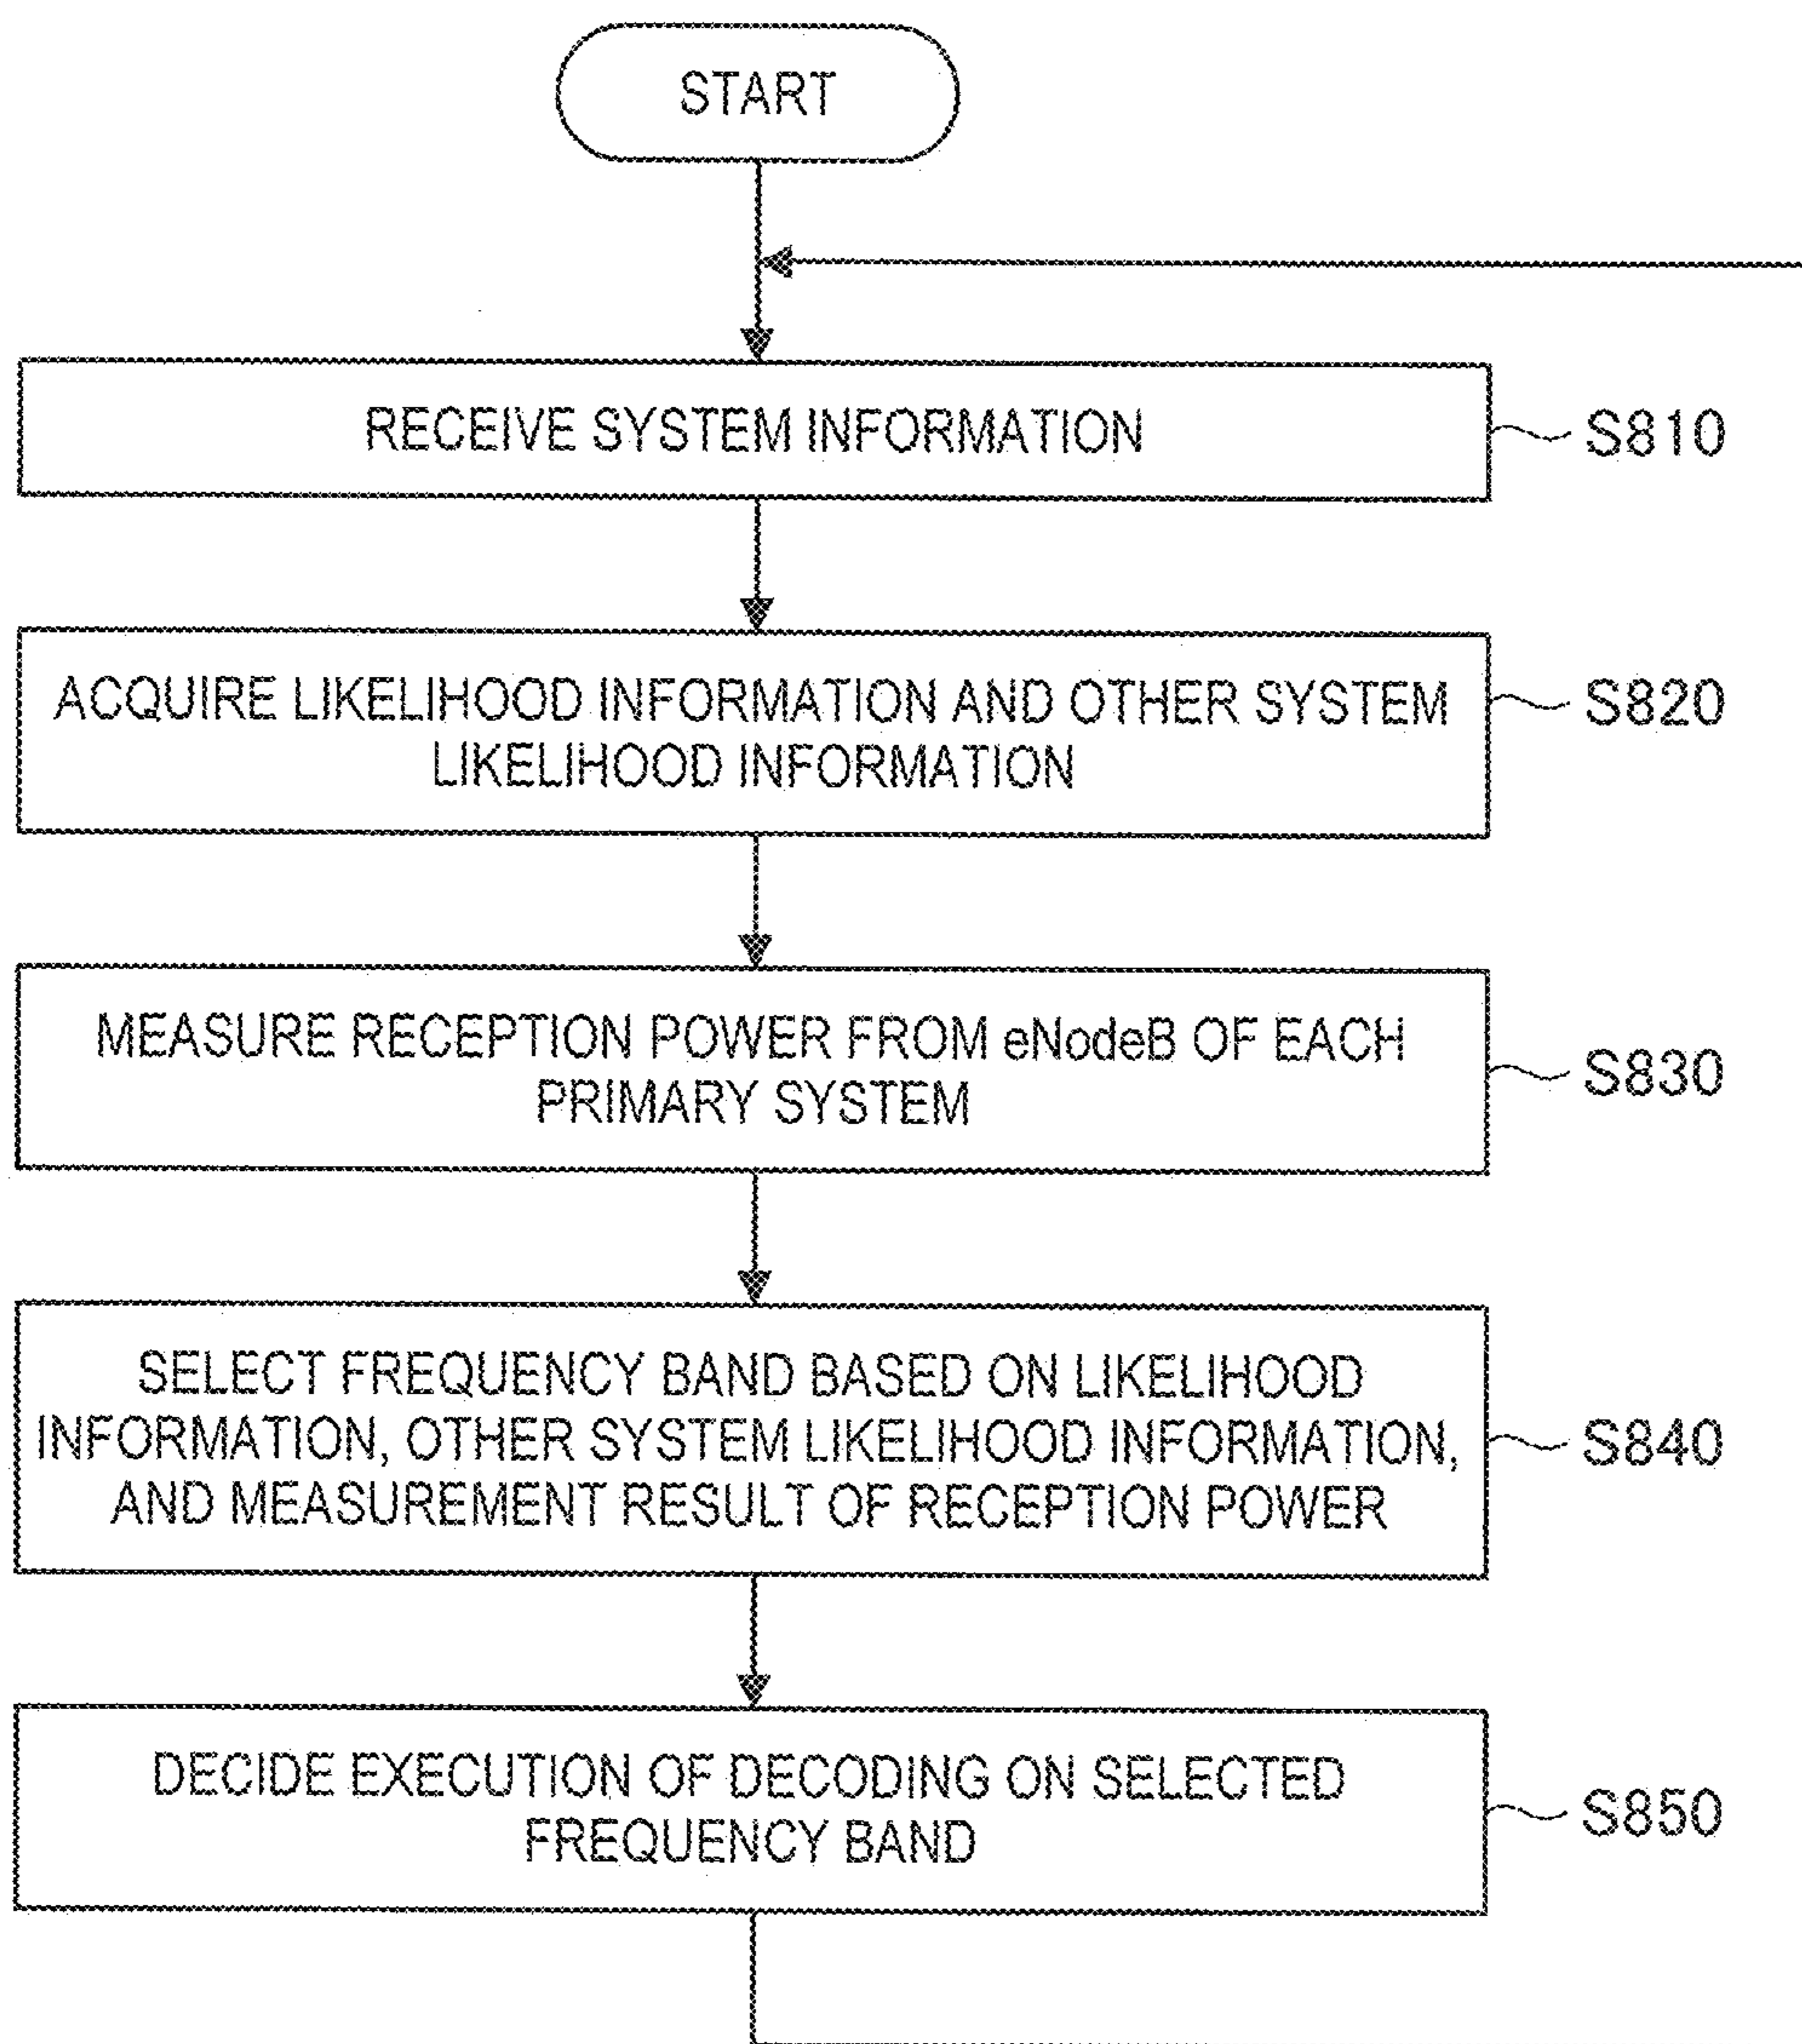 START
RECEIVE SYSTEM INFORMATION
S810
ACQUIRE LIKELIHOOD INFORMATION AND OTHER SYSTEM
LIKELIHOOD INFORMATION
S820
MEASURE RECEPTION POWER FROM eNodeB OF EACH
PRIMARY SYSTEM
S830
SELECT FREQUENCY BAND BASED ON LIKELIHOOD
INFORMATION, OTHER SYSTEM LIKELIHOOD INFORMATION,
AND MEASUREMENT RESULT OF RECEPTION POWER
S840
DECIDE EXECUTION OF DECODING ON SELECTED
FREQUENCY BAND
S850